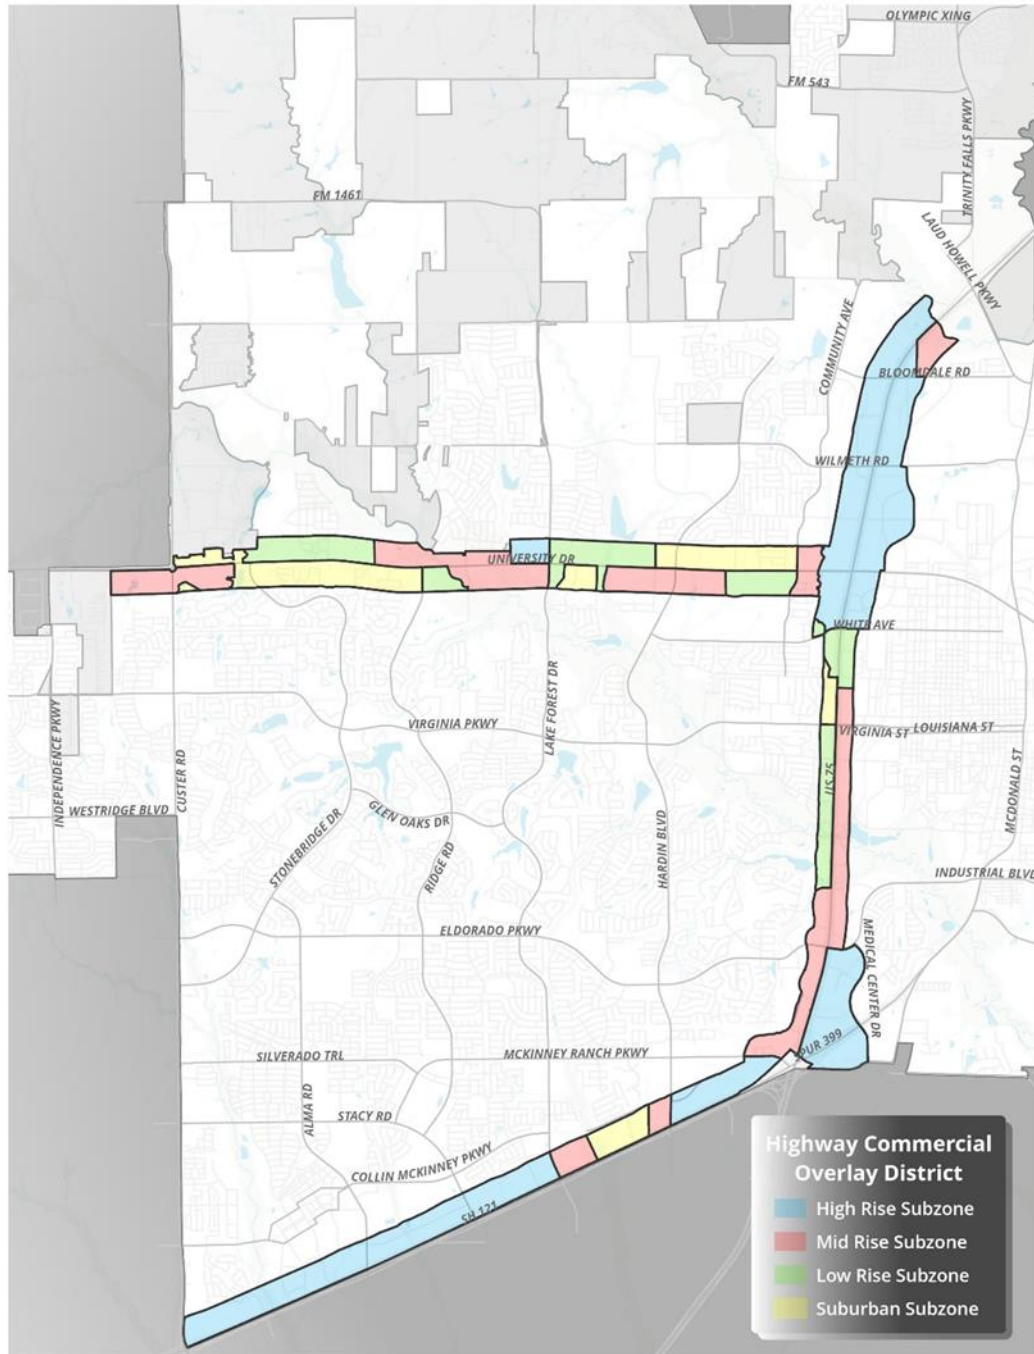 OLYMPIC XING
FM 543
TRINITY FALLS PKWY
FM 1461
LAUD HOWELL PKWY
COMMUNITY AVE
BLOOMDALE RD
WILMETH RD
UNIVERSITY DR
WHITE AVE
LAKE FOREST DR
INDEPENDENCE PKWY
CUSTER RD
VIRGINIA PKWY
VIRGINIA ST
LOUISIANA ST
US 75
MCDONALD ST
WESTRIDGE BLVD
GLEN OAKS DR
STONEBRIDGE DR
RIDGE RD
HARDIN BLVD
INDUSTRIAL BLVD
ELDORADO PKWY
MEDICAL CENTER DR
SILVERADO TRL
MCKINNEY RANCH PKWY
SPUR 399
ALMA RD
STACY RD
COLLIN MCKINNEY PKWY
SH 121
Highway Commercial
Overlay District
High Rise Subzone
Mid Rise Subzone
Low Rise Subzone
Suburban Subzone